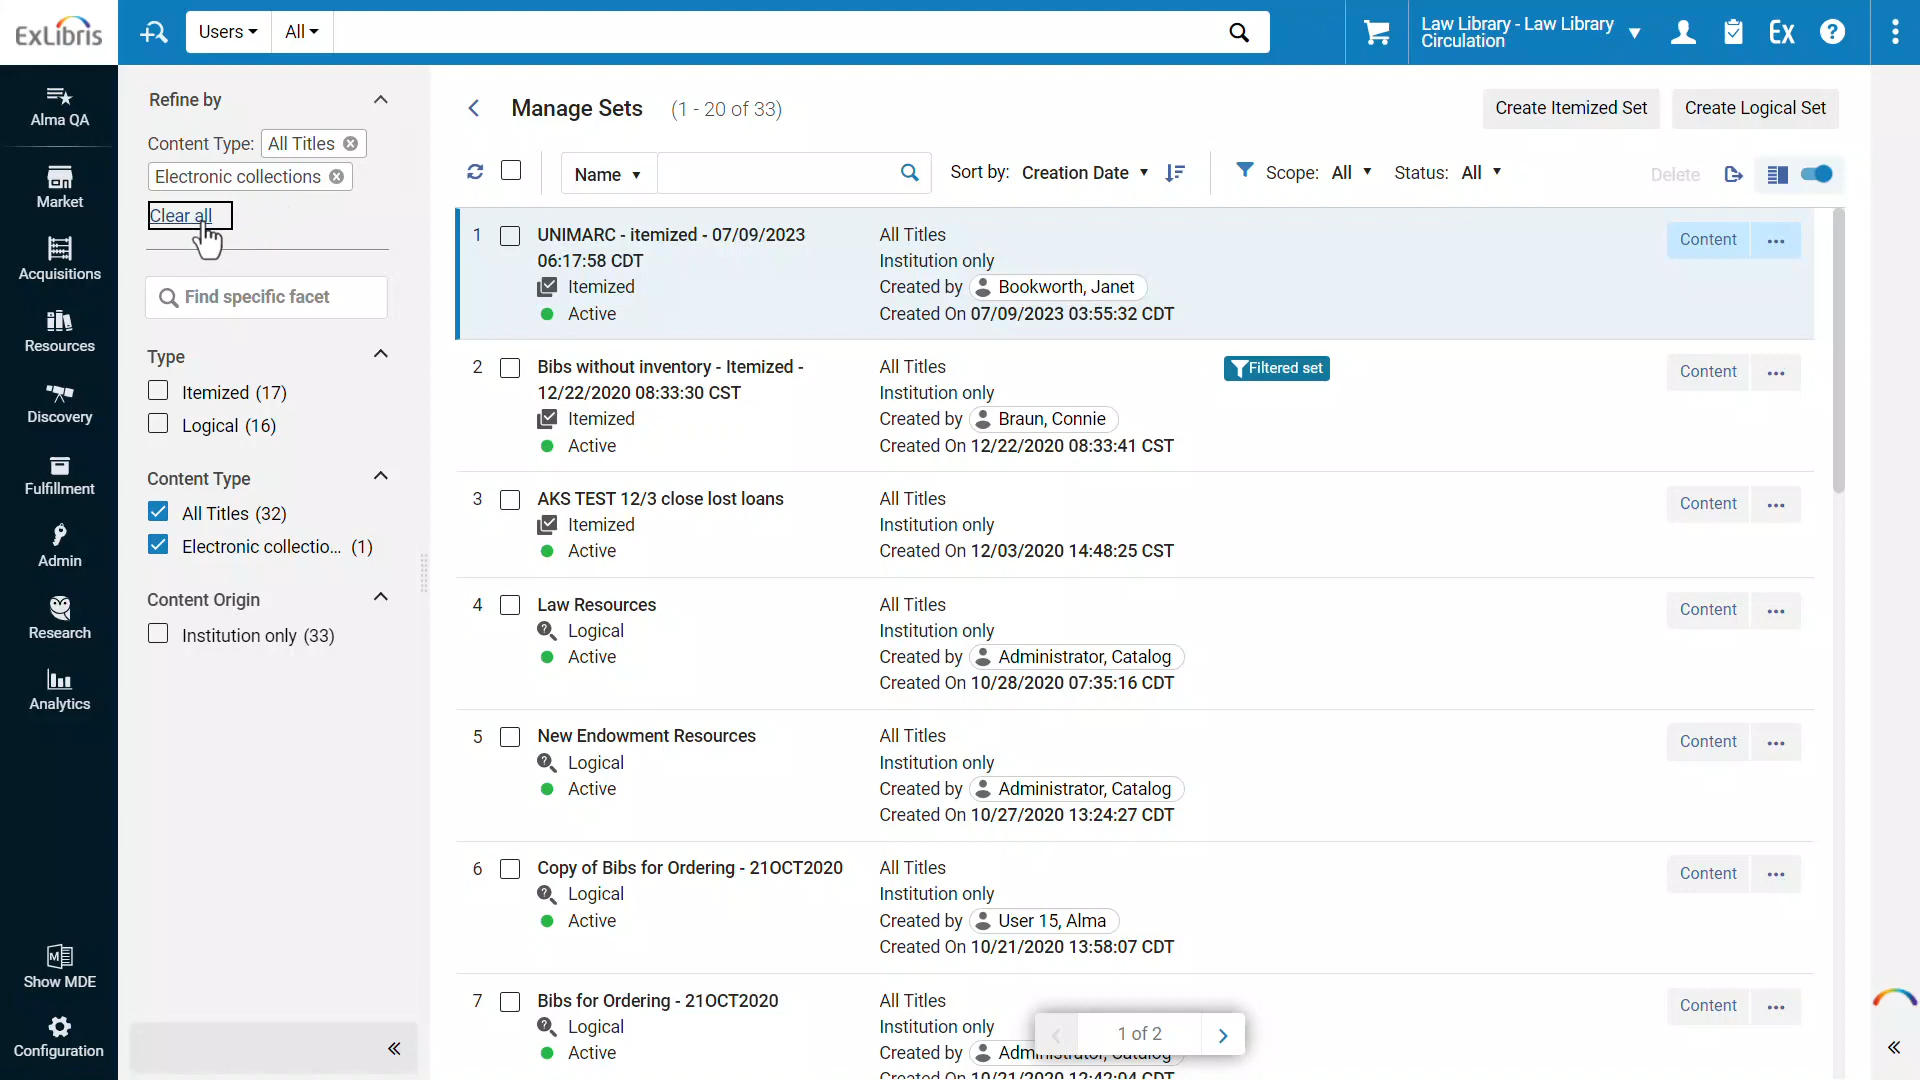 ExLibris
Users
All
Law Library - Law Library
Circulation
Ex
?
Alma QA
Market
Acquisitions
Resources
Discovery
Fulfillment
Admin
Research
Analytics
Show MDE
Configuration
Refine by
Content Type: All Titles
Electronic collections
Clear all
Find specific facet
Type
Itemized (17)
Logical (16)
Content Type
All Titles (32)
Electronic collectio... (1)
Content Origin
Institution only (33)
Manage Sets (1 - 20 of 33)
Create Itemized Set
Create Logical Set
Name
Sort by: Creation Date
Scope: All
Status: All
Delete
1 UNIMARC - itemized - 07/09/2023
06:17:58 CDT
Itemized
Active
All Titles
Institution only
Created by Bookworth, Janet
Created On 07/09/2023 03:55:32 CDT
Content ...
2 Bibs without inventory - Itemized -
12/22/2020 08:33:30 CST
Itemized
Active
All Titles
Institution only
Created by Braun, Connie
Created On 12/22/2020 08:33:41 CST
Filtered set
Content ...
3 AKS TEST 12/3 close lost loans
Itemized
Active
All Titles
Institution only
Created On 12/03/2020 14:48:25 CST
Content ...
4 Law Resources
Logical
Active
All Titles
Institution only
Created by Administrator, Catalog
Created On 10/28/2020 07:35:16 CDT
Content ...
5 New Endowment Resources
Logical
Active
All Titles
Institution only
Created by Administrator, Catalog
Created On 10/27/2020 13:24:27 CDT
Content ...
6 Copy of Bibs for Ordering - 21OCT2020
Logical
Active
All Titles
Institution only
Created by User 15, Alma
Created On 10/21/2020 13:58:07 CDT
Content ...
7 Bibs for Ordering - 21OCT2020
Logical
Active
All Titles
Institution only
Created by Administrator, Catalog
Created On 10/21/2020 12:42:04 CDT
Content ...
1 of 2